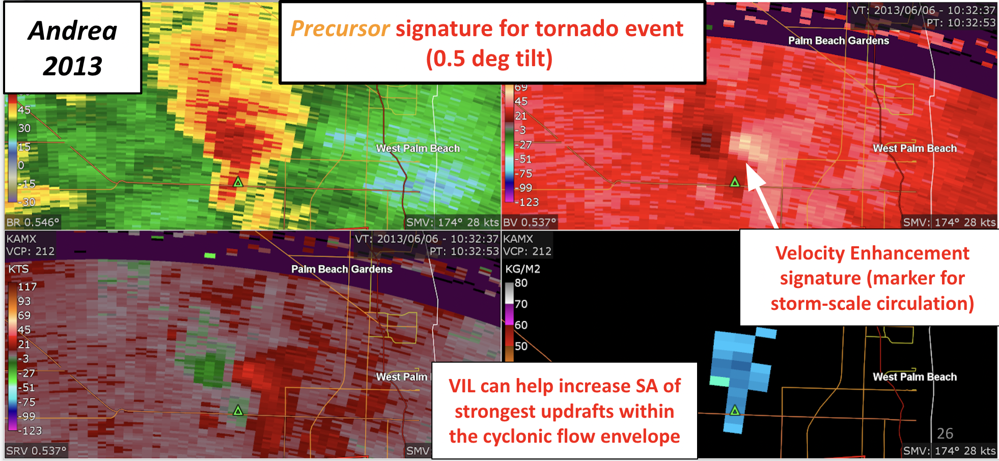 Andrea
2013
Precursor signature for tornado event
(0.5 deg tilt)
45
30
15
0
-15
-30
West Palm Beach
BR 0.546°
SMV: 174° 28 kts
VT: 2013/06/06 - 10:32:37
PT: 10:32:53
Palm Beach Gardens
69
45
21
-3
-27
-51
-75
-99
-123
West Palm Beach
BV 0.537°
SMV: 174° 28 kts
KAMX
VCP: 212
VT: 2013/06/06 - 10:32:37
PT: 10:32:53
KTS
117
93
69
45
21
-3
-27
-51
-75
-99
-123
Palm Beach Gardens
West Palm
SRV 0.537°
SMV
KAMX
VCP: 212
KG/M2
80
70
60
50
Velocity Enhancement
signature (marker for
storm-scale circulation)
VIL can help increase SA of
strongest updrafts within
the cyclonic flow envelope
West Palm Beach
26
SMV: 174° 28 kts